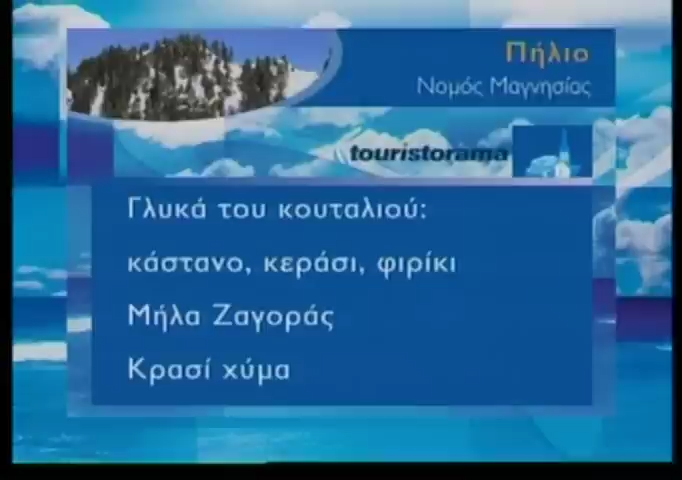 Πήλιο
Νομός Μαγνησίας
touristorama
Γλυκά του κουταλιού:
κάστανο, κεράσι, φιρίκι
Μήλα Ζαγοράς
Κρασί χύμα